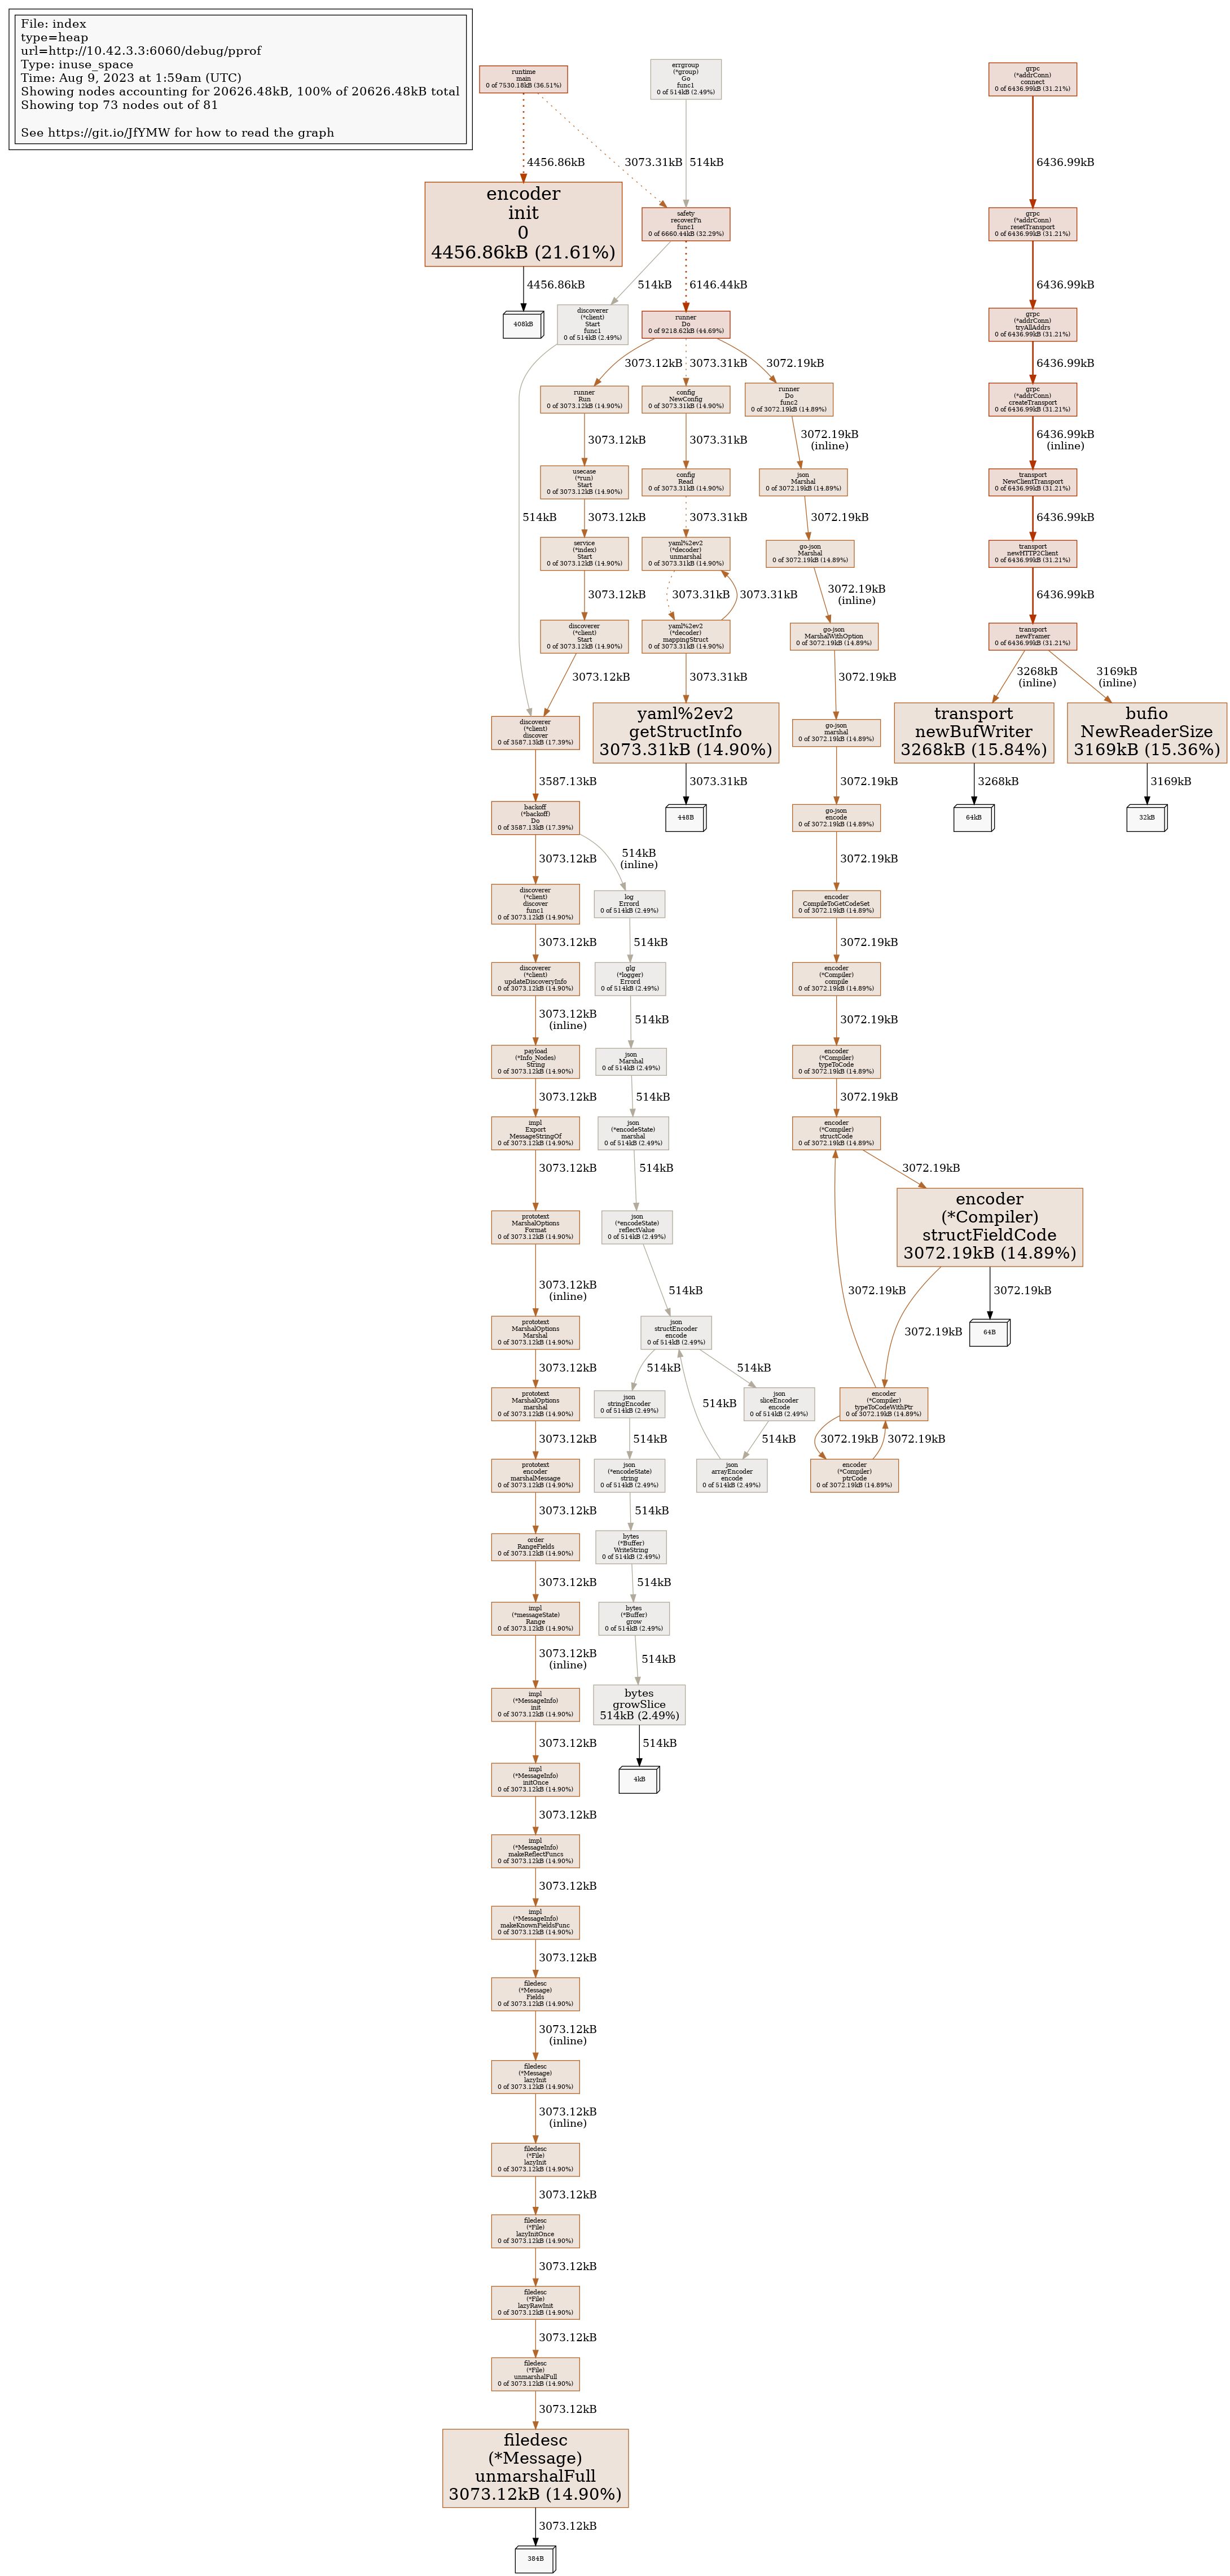 File: index
type=heap
url=http://10.42.3.3:6060/debug/pprof
Type: inuse_space
Time: Aug 9, 2023 at 1:59am (UTC)
Showing nodes accounting for 20626.48kB, 100% of 20626.48kB total
Showing top 73 nodes out of 81
See https://git.io/JfYMW for how to read the graph
runtime
main
0 of 7530.18kB (36.51%)
errgroup
(*group)
Go
func1
0 of 514kB (2.49%)
grpc
(*addrConn)
connect
0 of 6436.99kB (31.21%)
4456.86kB
3073.31kB
514kB
6436.99kB
encoder
init
0
4456.86kB (21.61%)
safety
recoverFn
func1
0 of 6660.44kB (32.29%)
grpc
(*addrConn)
resetTransport
0 of 6436.99kB (31.21%)
4456.86kB
514kB
6146.44kB
6436.99kB
408kB
discoverer
(*client)
Start
func1
0 of 514kB (2.49%)
runner
Do
0 of 9218.62kB (44.69%)
grpc
(*addrConn)
tryAllAddrs
0 of 6436.99kB (31.21%)
3073.12kB
3073.31kB
3072.19kB
6436.99kB
runner
Run
0 of 3073.12kB (14.90%)
config
NewConfig
0 of 3073.31kB (14.90%)
runner
Do
func2
0 of 3072.19kB (14.89%)
grpc
(*addrConn)
createTransport
0 of 6436.99kB (31.21%)
3073.12kB
3073.31kB
3072.19kB
(inline)
6436.99kB
(inline)
usecase
(*run)
Start
0 of 3073.12kB (14.90%)
config
Read
0 of 3073.31kB (14.90%)
json
Marshal
0 of 3072.19kB (14.89%)
transport
NewClientTransport
0 of 6436.99kB (31.21%)
514kB
3073.12kB
3073.31kB
3072.19kB
6436.99kB
service
(*index)
Start
0 of 3073.12kB (14.90%)
yaml%2ev2
(*decoder)
unmarshal
0 of 3073.31kB (14.90%)
go-json
Marshal
0 of 3072.19kB (14.89%)
transport
newHTTP2Client
0 of 6436.99kB (31.21%)
3073.12kB
3073.31kB
3073.31kB
3072.19kB
(inline)
6436.99kB
discoverer
(*client)
Start
0 of 3073.12kB (14.90%)
yaml%2ev2
(*decoder)
mappingStruct
0 of 3073.31kB (14.90%)
go-json
MarshalWithOption
0 of 3072.19kB (14.89%)
transport
newFramer
0 of 6436.99kB (31.21%)
3073.12kB
3073.31kB
3072.19kB
3268kB
(inline)
3169kB
(inline)
discoverer
(*client)
discover
0 of 3587.13kB (17.39%)
yaml%2ev2
getStructInfo
3073.31kB (14.90%)
go-json
marshal
0 of 3072.19kB (14.89%)
transport
newBufWriter
3268kB (15.84%)
bufio
NewReaderSize
3169kB (15.36%)
3587.13kB
3073.31kB
3072.19kB
3268kB
3169kB
backoff
(*backoff)
Do
0 of 3587.13kB (17.39%)
448B
go-json
encode
0 of 3072.19kB (14.89%)
64kB
32kB
3073.12kB
514kB
(inline)
3072.19kB
discoverer
(*client)
discover
func1
0 of 3073.12kB (14.90%)
log
Errord
0 of 514kB (2.49%)
encoder
CompileToGetCodeSet
0 of 3072.19kB (14.89%)
3073.12kB
514kB
3072.19kB
discoverer
(*client)
updateDiscoveryInfo
0 of 3073.12kB (14.90%)
glg
(*logger)
Errord
0 of 514kB (2.49%)
encoder
(*Compiler)
compile
0 of 3072.19kB (14.89%)
3073.12kB
(inline)
514kB
3072.19kB
payload
(*Info_Nodes)
String
0 of 3073.12kB (14.90%)
json
Marshal
0 of 514kB (2.49%)
encoder
(*Compiler)
typeToCode
0 of 3072.19kB (14.89%)
3073.12kB
514kB
3072.19kB
impl
Export
MessageStringOf
0 of 3073.12kB (14.90%)
json
(*encodeState)
marshal
0 of 514kB (2.49%)
encoder
(*Compiler)
structCode
0 of 3072.19kB (14.89%)
3073.12kB
514kB
3072.19kB
prototext
MarshalOptions
Format
0 of 3073.12kB (14.90%)
json
(*encodeState)
reflectValue
0 of 514kB (2.49%)
encoder
(*Compiler)
structFieldCode
3072.19kB (14.89%)
3073.12kB
(inline)
514kB
3072.19kB
3072.19kB
3072.19kB
prototext
MarshalOptions
Marshal
0 of 3073.12kB (14.90%)
json
structEncoder
encode
0 of 514kB (2.49%)
64B
3073.12kB
514kB
514kB
514kB
prototext
MarshalOptions
marshal
0 of 3073.12kB (14.90%)
json
stringEncoder
0 of 514kB (2.49%)
json
sliceEncoder
encode
0 of 514kB (2.49%)
encoder
(*Compiler)
typeToCodeWithPtr
0 of 3072.19kB (14.89%)
3073.12kB
514kB
514kB
3072.19kB
3072.19kB
prototext
encoder
marshalMessage
0 of 3073.12kB (14.90%)
json
(*encodeState)
string
0 of 514kB (2.49%)
json
arrayEncoder
encode
0 of 514kB (2.49%)
encoder
(*Compiler)
ptrCode
0 of 3072.19kB (14.89%)
3073.12kB
514kB
order
RangeFields
0 of 3073.12kB (14.90%)
bytes
(*Buffer)
WriteString
0 of 514kB (2.49%)
3073.12kB
514kB
impl
(*messageState)
Range
0 of 3073.12kB (14.90%)
bytes
(*Buffer)
grow
0 of 514kB (2.49%)
3073.12kB
(inline)
514kB
impl
(*MessageInfo)
init
0 of 3073.12kB (14.90%)
bytes
growSlice
514kB (2.49%)
3073.12kB
514kB
impl
(*MessageInfo)
initOnce
0 of 3073.12kB (14.90%)
4kB
3073.12kB
impl
(*MessageInfo)
makeReflectFuncs
0 of 3073.12kB (14.90%)
3073.12kB
impl
(*MessageInfo)
makeKnownFieldsFunc
0 of 3073.12kB (14.90%)
3073.12kB
filedesc
(*Message)
Fields
0 of 3073.12kB (14.90%)
3073.12kB
(inline)
filedesc
(*Message)
lazyInit
0 of 3073.12kB (14.90%)
3073.12kB
(inline)
filedesc
(*File)
lazyInit
0 of 3073.12kB (14.90%)
3073.12kB
filedesc
(*File)
lazyInitOnce
0 of 3073.12kB (14.90%)
3073.12kB
filedesc
(*File)
lazyRawInit
0 of 3073.12kB (14.90%)
3073.12kB
filedesc
(*File)
unmarshalFull
0 of 3073.12kB (14.90%)
3073.12kB
filedesc
(*Message)
unmarshalFull
3073.12kB (14.90%)
3073.12kB
384B